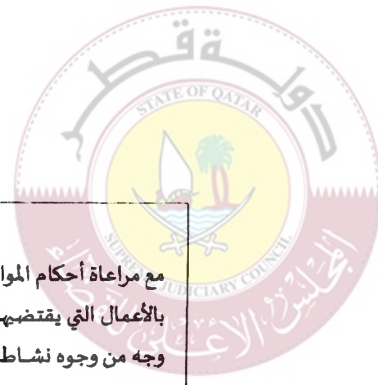 دولة قطر
STATE OF QATAR
SUPREME JUDICIARY COUNCIL
المجلس الأعلى للقضاء
مع مراعاة أحكام الموا
بالأعمال التي يقتضيها
وجه من وجوه نشاط